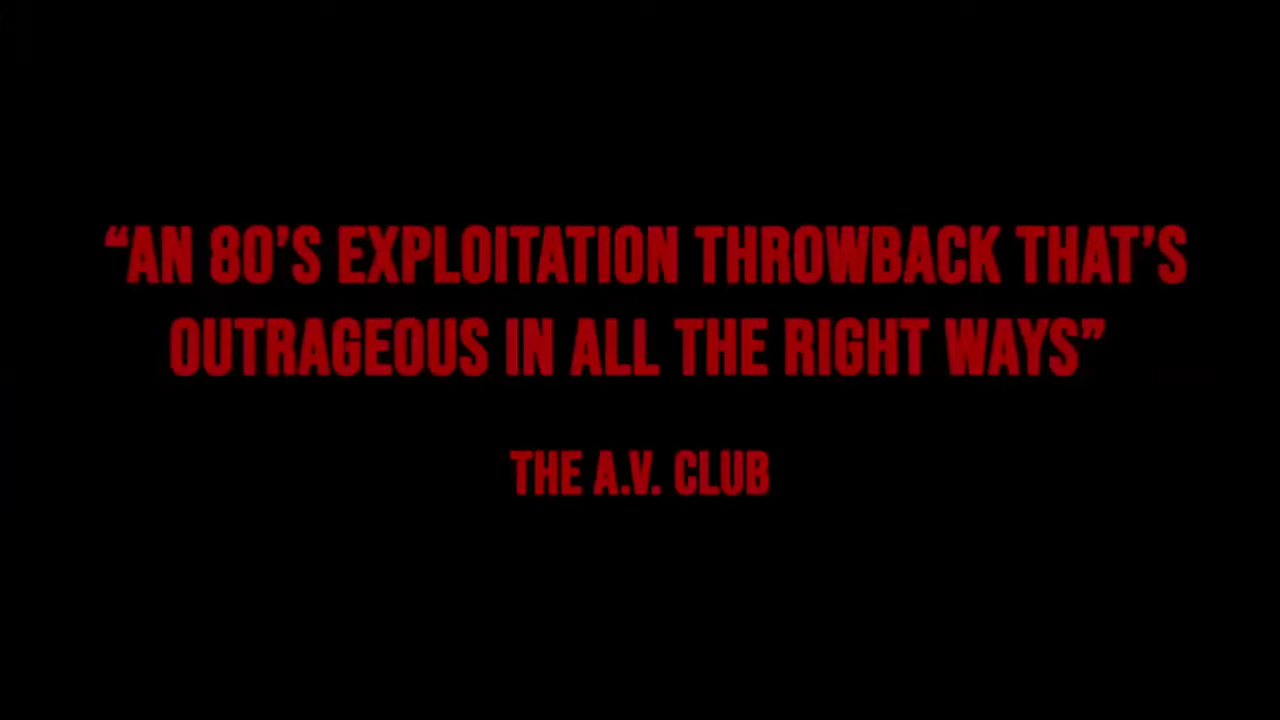 “AN 80’S EXPLOITATION THROWBACK THAT’S
OUTRAGEOUS IN ALL THE RIGHT WAYS”
THE A.V. CLUB